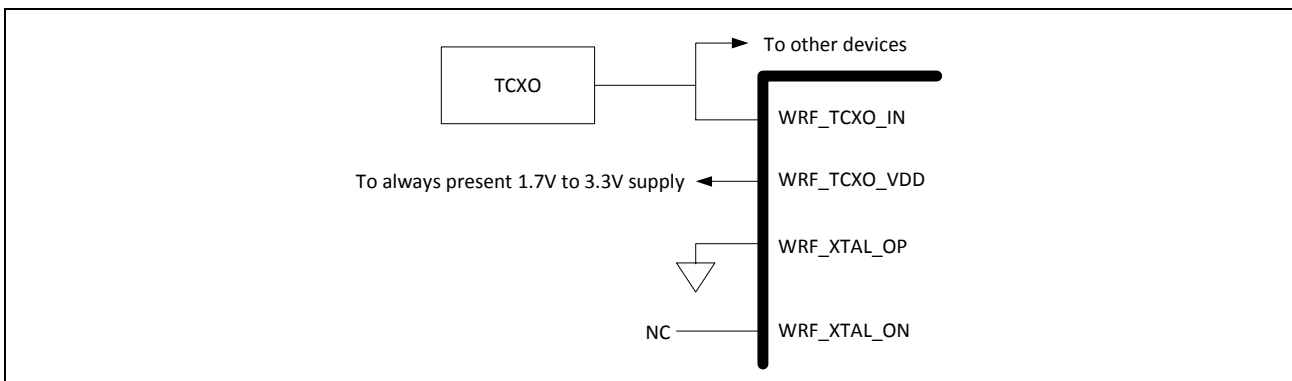 To other devices
TCXO
WRF_TCXO_IN
To always present 1.7V to 3.3V supply
WRF_TCXO_VDD
WRF_XTAL_OP
NC
WRF_XTAL_ON